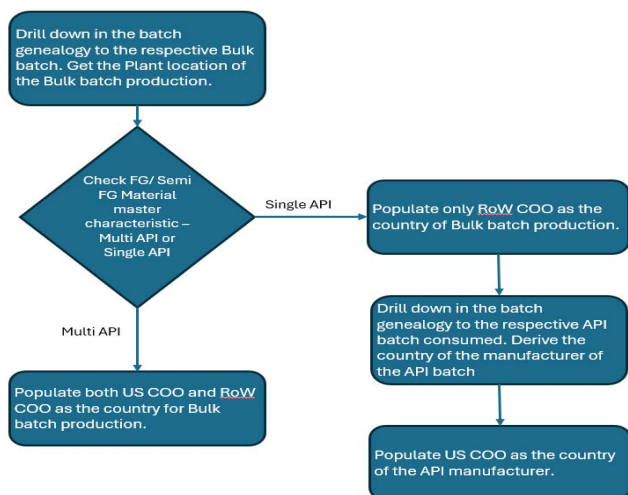 Drill down in the batch
genealogy to the respective Bulk
batch. Get the Plant location of
the Bulk batch production.
Check FG/ Semi
FG Material
master
characteristic –
Multi API or
Single API
Single API
Populate only RoW COO as the
country of Bulk batch production.
Drill down in the batch
genealogy to the respective API
batch consumed. Derive the
country of the manufacturer of
the API batch
Multi API
Populate both US COO and RoW
COO as the country for Bulk
batch production.
Populate US COO as the country
of the API manufacturer.